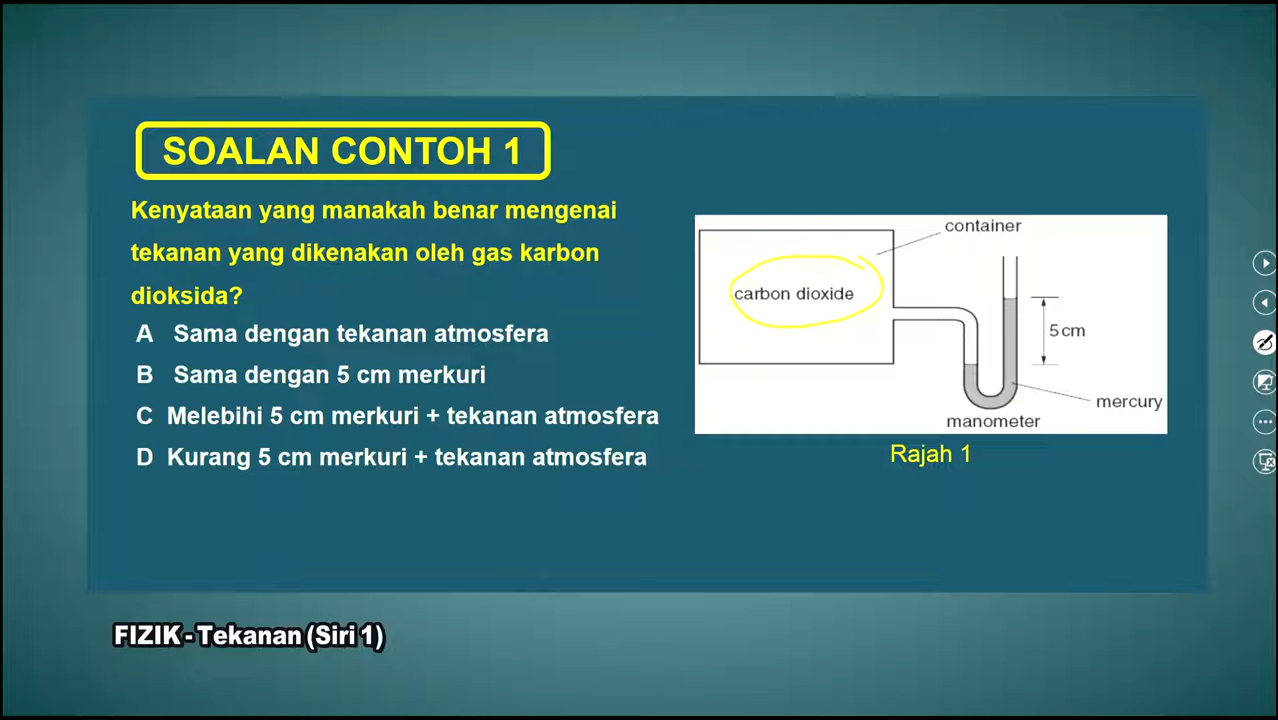 SOALAN CONTOH 1
Kenyataan yang manakah benar mengenai
tekanan yang dikenakan oleh gas karbon
dioksida?
A Sama dengan tekanan atmosfera
B Sama dengan 5 cm merkuri
C Melebihi 5 cm merkuri + tekanan atmosfera
D Kurang 5 cm merkuri + tekanan atmosfera
container
carbon dioxide
5 cm
mercury
manometer
Rajah 1
FIZIK - Tekanan (Siri 1)